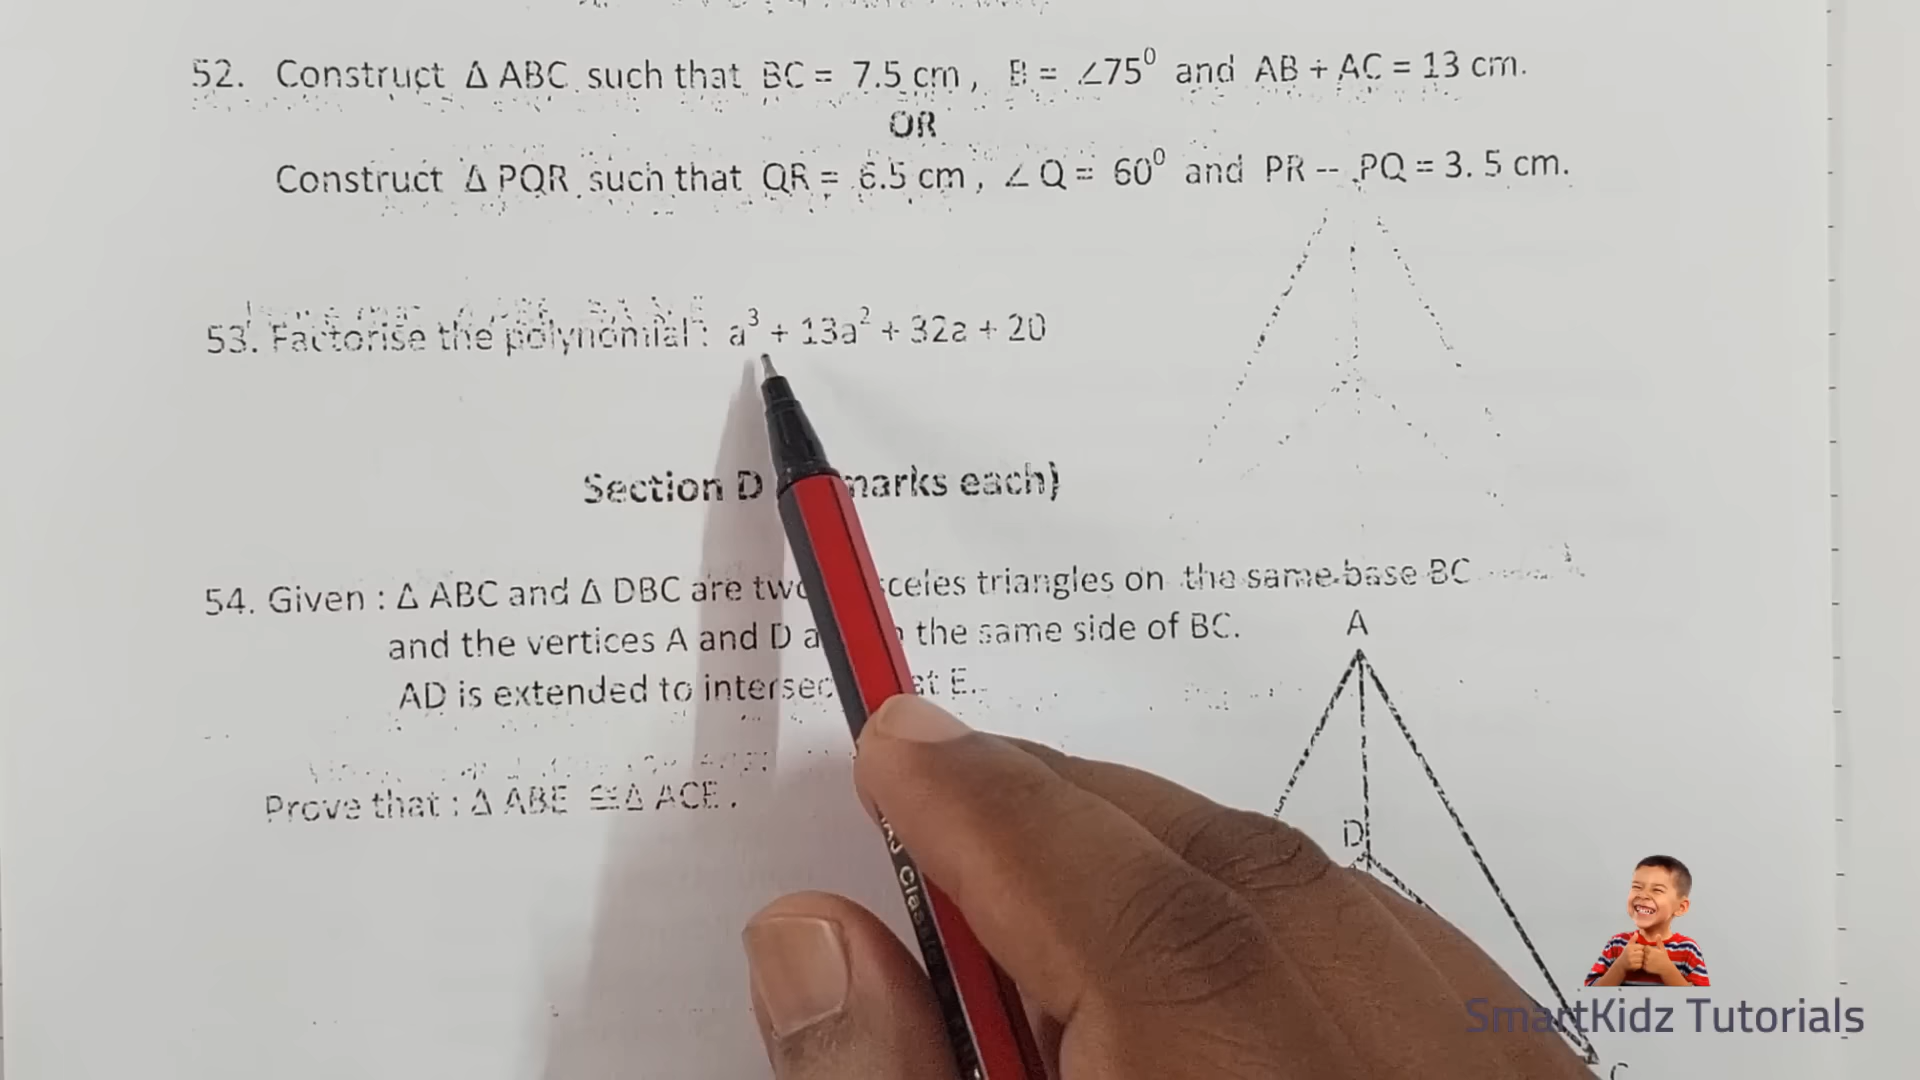 52. Construct Δ ABC such that BC = 7.5 cm, B = ∠75⁰ and AB + AC = 13 cm.
OR
Construct Δ PQR such that QR = 6.5 cm, ∠Q = 60⁰ and PR -- PQ = 3. 5 cm.
53. Factorise the polynomial : a³ + 13a² + 32a + 20
Section D marks each)
54. Given : Δ ABC and Δ DBC are two triangles on the same base BC
and the vertices A and D the same side of BC.
AD is extended to at E.
A
Prove that : Δ ABE ≅ Δ ACE .
D
C
SmartKidz Tutorials